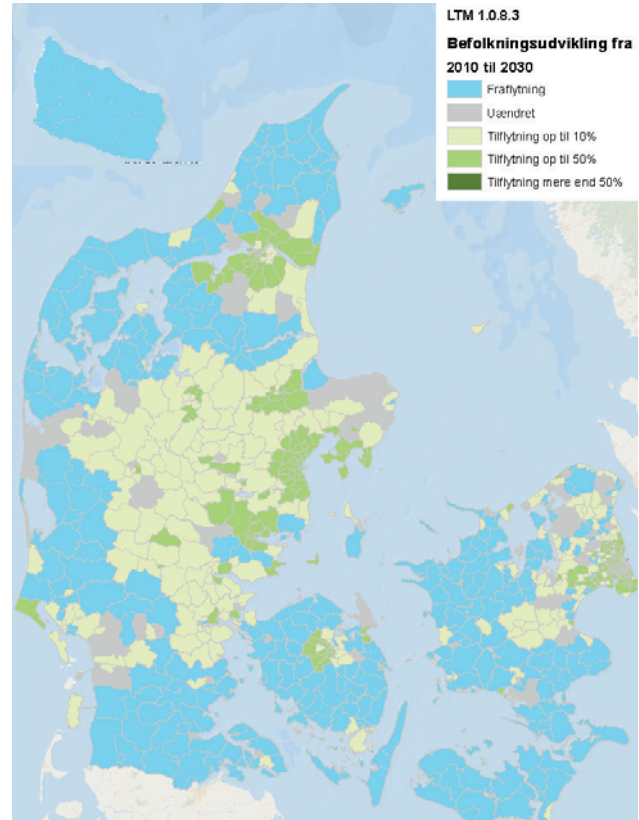 LTM 1.0.8.3
Befolkningsudvikling fra
2010 til 2030
Fraflytning
Uændret
Tilflytning op til 10%
Tilflytning op til 50%
Tilflytning mere end 50%